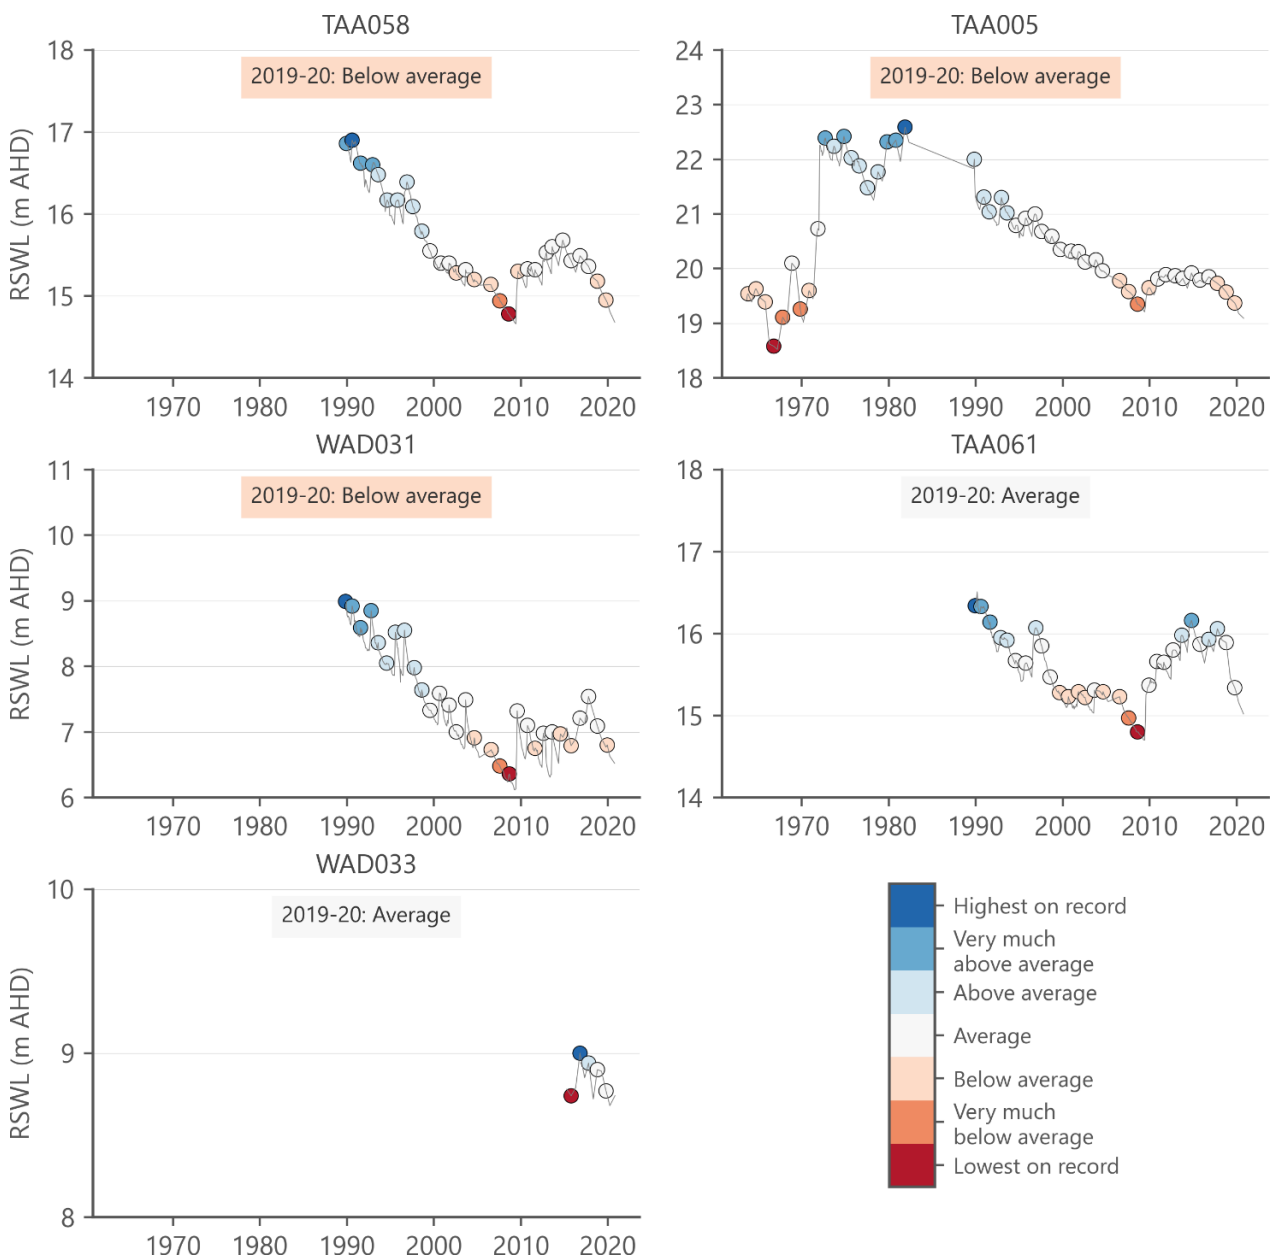 TAA058
2019-20: Below average
RSWL (m AHD)
18
17
16
15
14
1970 1980 1990 2000 2010 2020
TAA005
2019-20: Below average
24
23
22
21
20
19
18
1970 1980 1990 2000 2010 2020
WAD031
2019-20: Below average
RSWL (m AHD)
11
10
9
8
7
6
1970 1980 1990 2000 2010 2020
TAA061
2019-20: Average
18
17
16
15
14
1970 1980 1990 2000 2010 2020
WAD033
2019-20: Average
RSWL (m AHD)
10
9
8
1970 1980 1990 2000 2010 2020
Highest on record
Very much
above average
Above average
Average
Below average
Very much
below average
Lowest on record